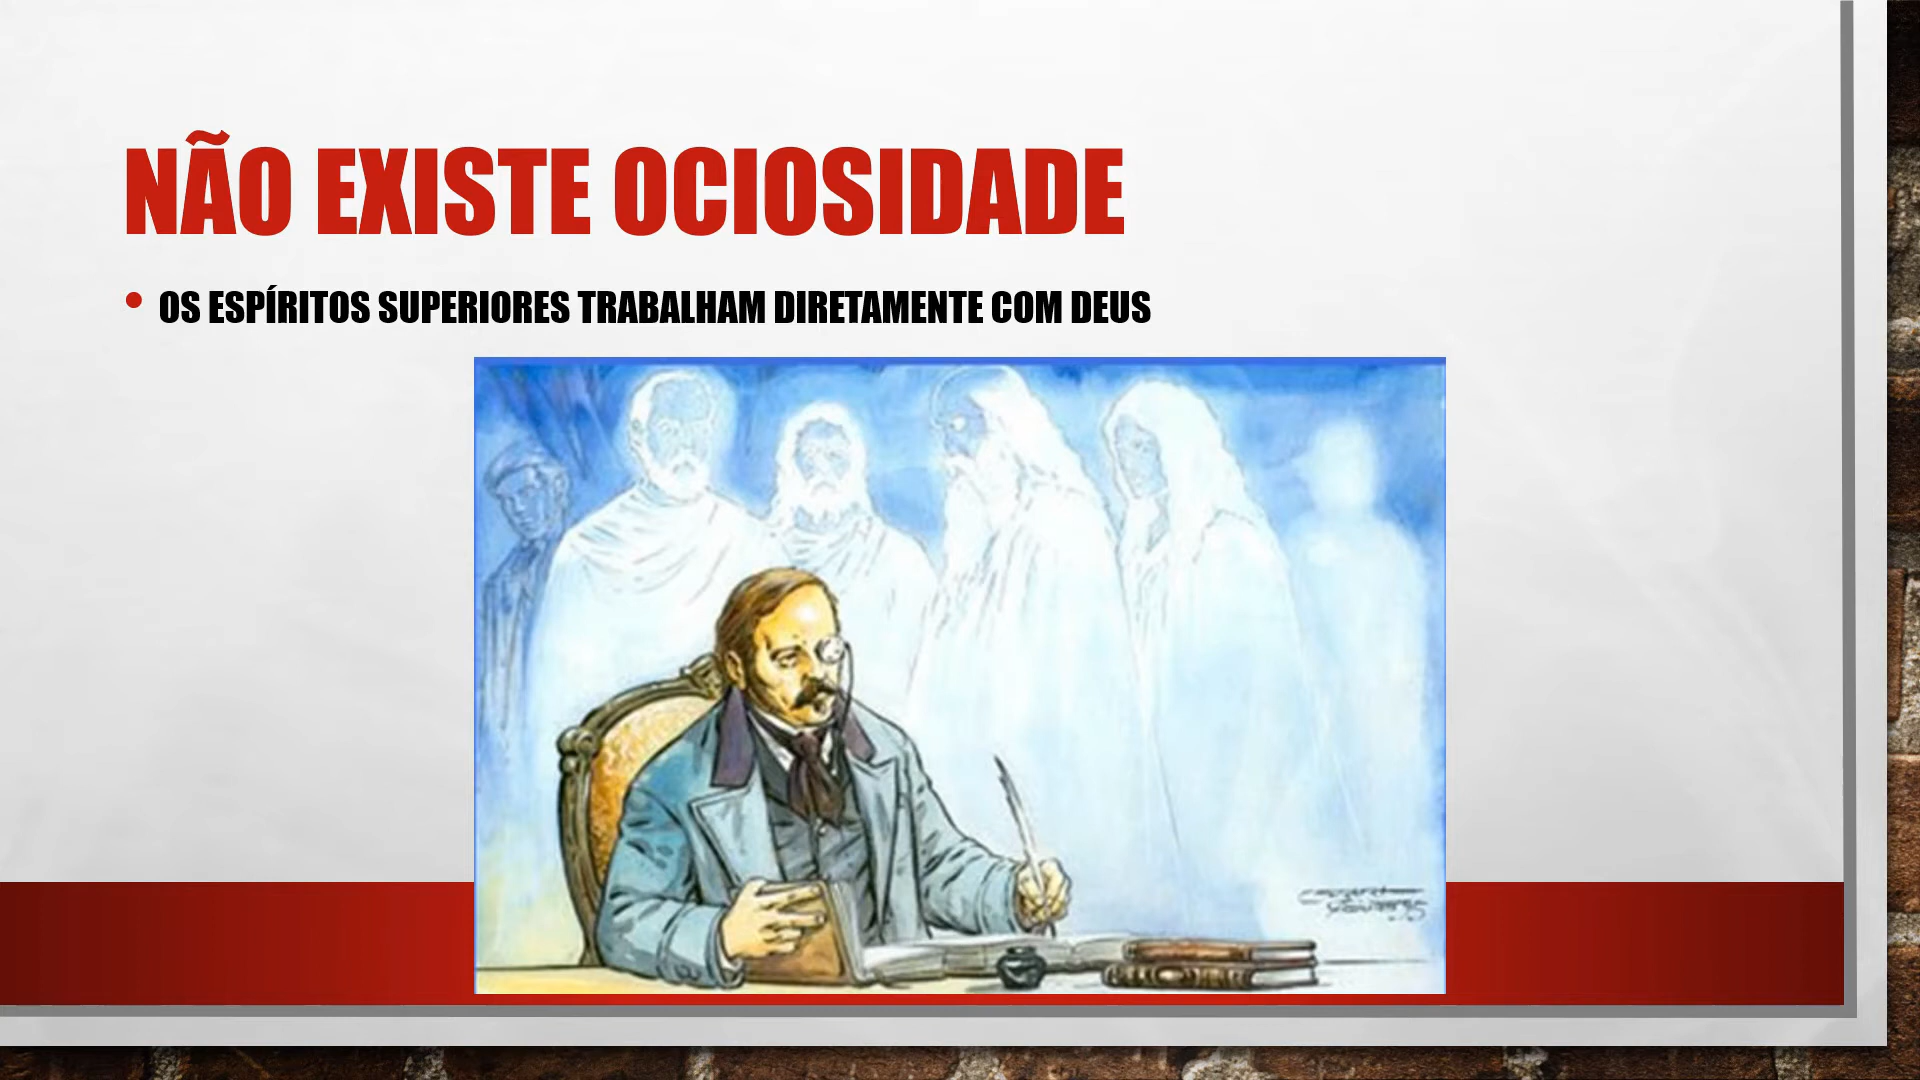 NÃO EXISTE OCIOSIDADE
• OS ESPÍRITOS SUPERIORES TRABALHAM DIRETAMENTE COM DEUS